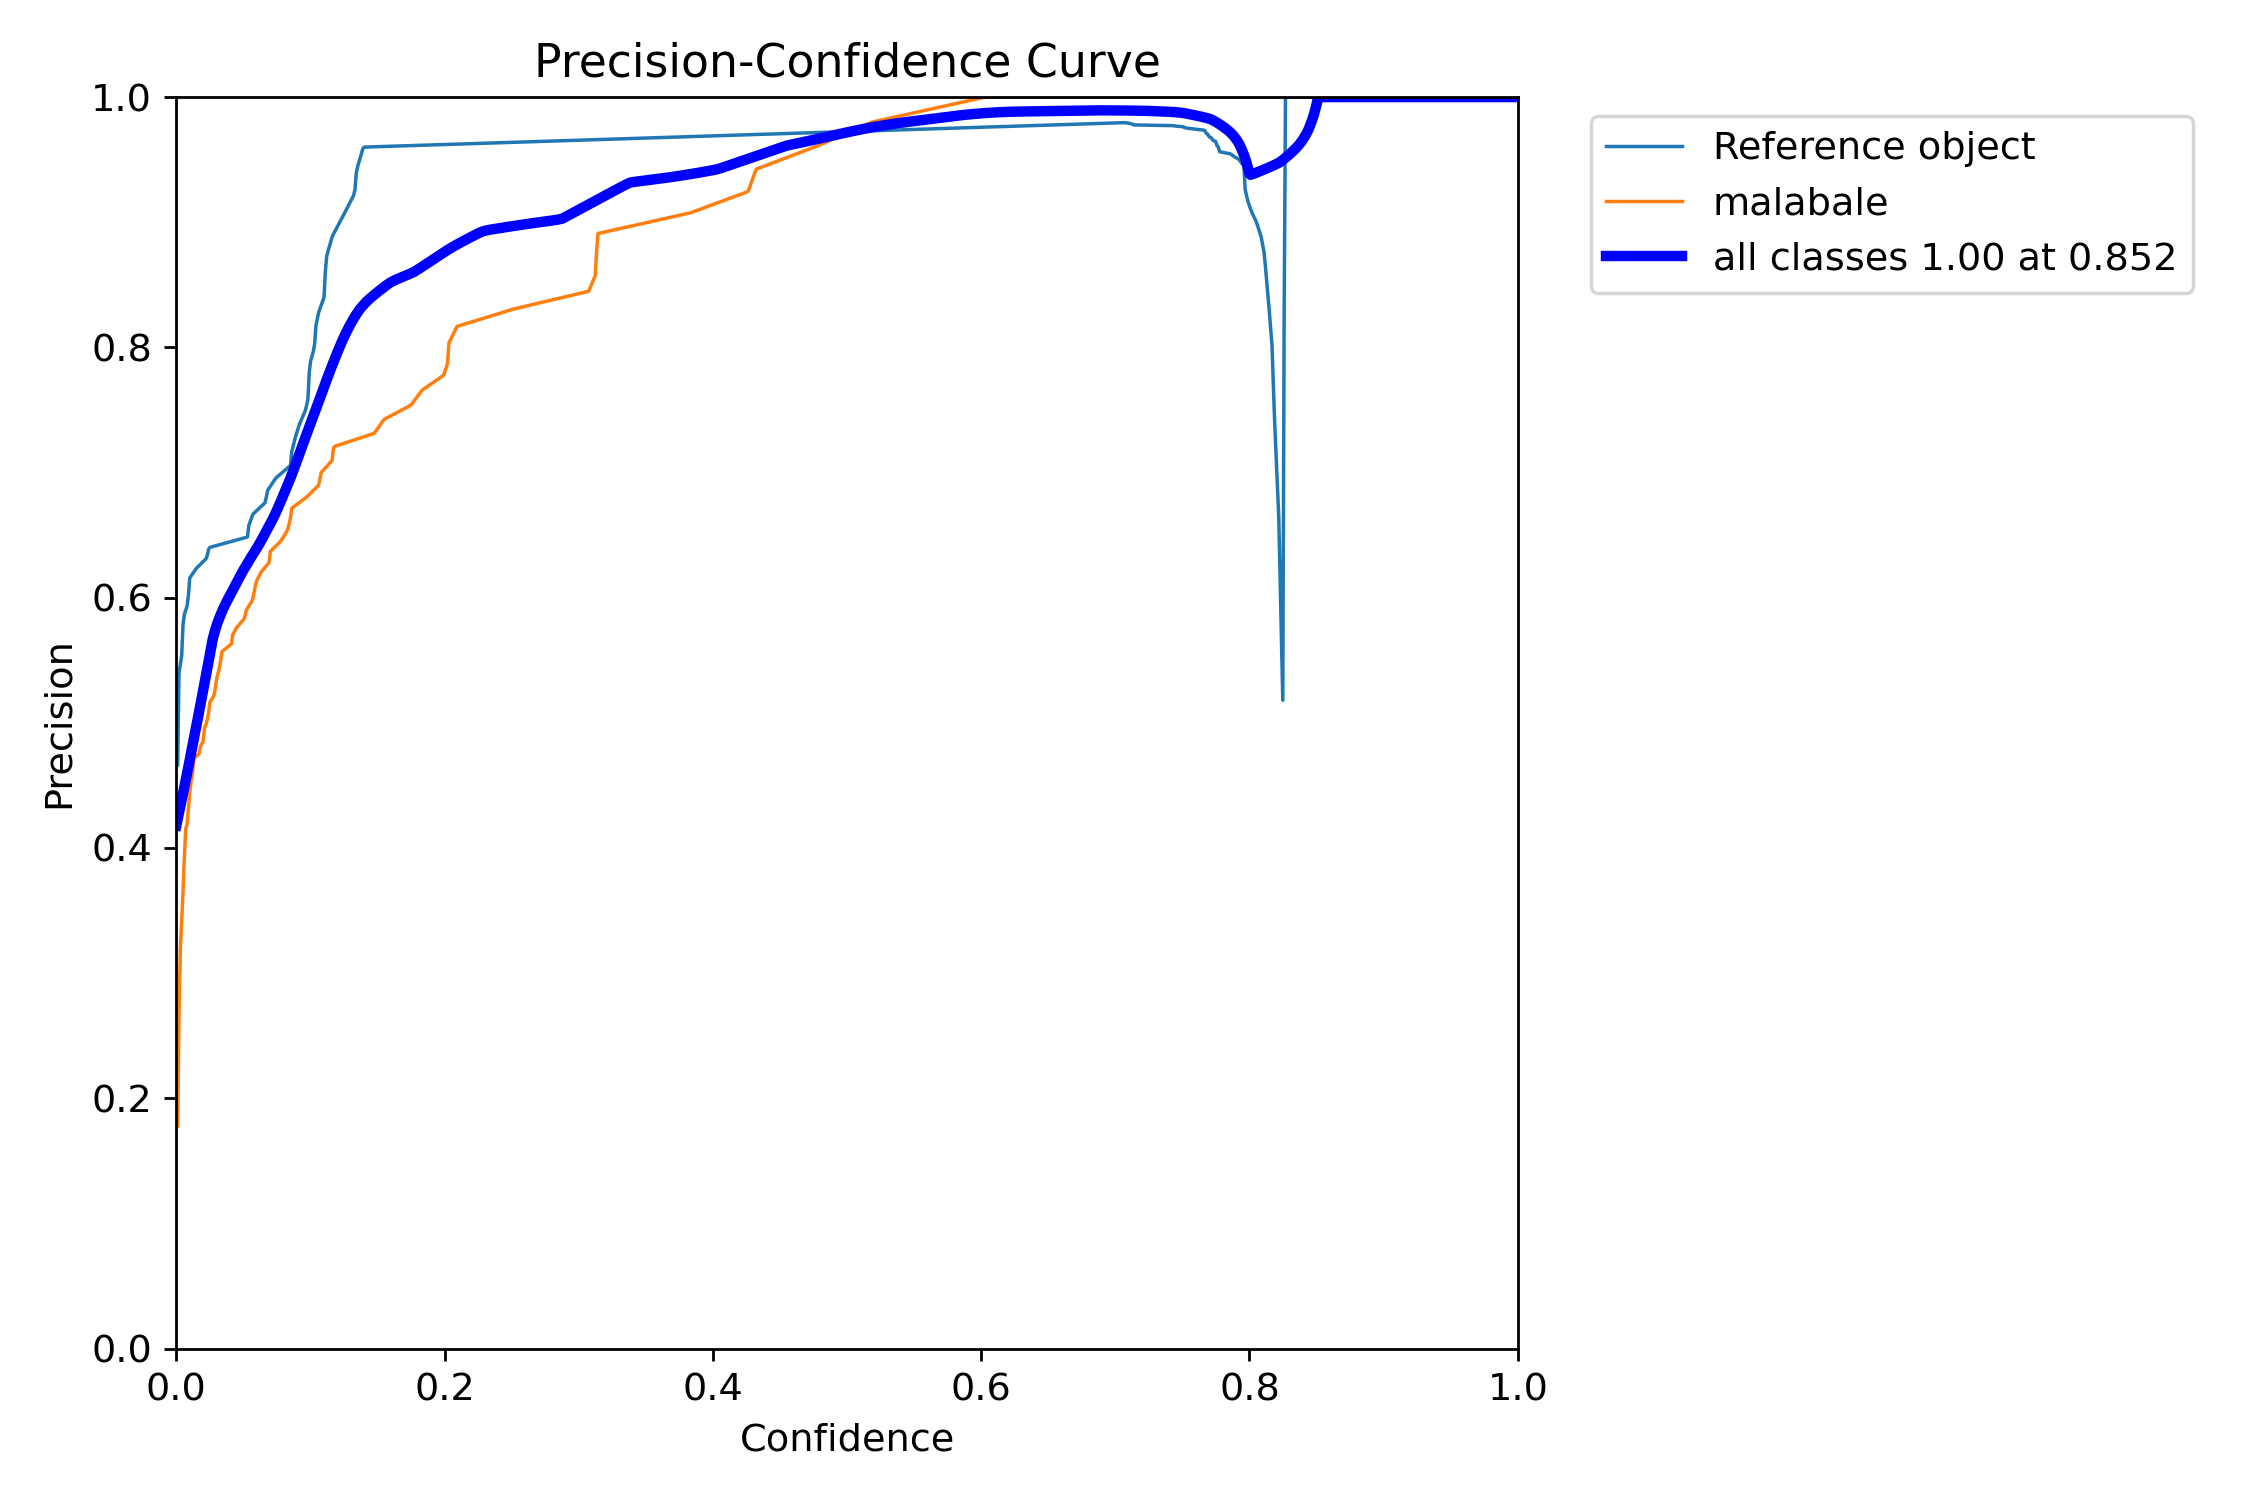 Precision-Confidence Curve
1.0
0.8
0.6
0.4
0.2
0.0
Precision
0.0 0.2 0.4 0.6 0.8 1.0
Confidence
Reference object
malabale
all classes 1.00 at 0.852